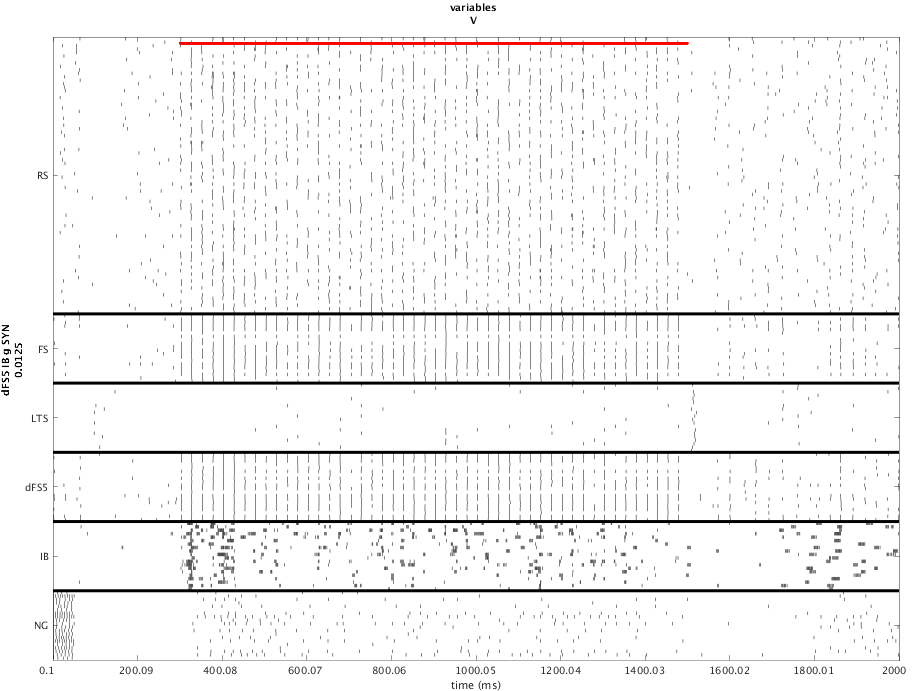 variables
V
RS
FS
LTS
dFS5
IB
NG
dFS5 IB g SYN
0.0125
0.1 200.09 400.08 600.07 800.06 1000.05 1200.04 1400.03 1600.02 1800.01 2000
time (ms)